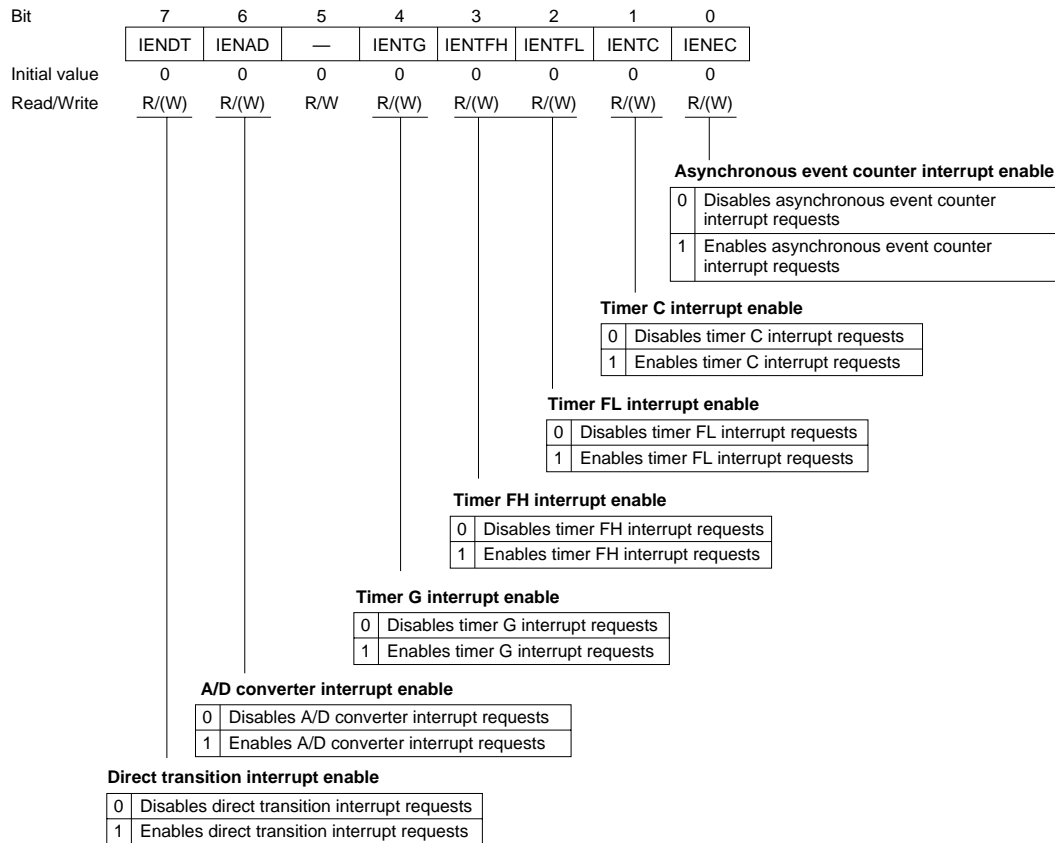 Bit 7 6 5 4 3 2 1 0
IENDT IENAD — IENTG IENTFH IENTFL IENTC IENEC
Initial value 0 0 0 0 0 0 0 0
Read/Write R/(W) R/(W) R/W R/(W) R/(W) R/(W) R/(W) R/(W)
Asynchronous event counter interrupt enable
0 Disables asynchronous event counter
interrupt requests
1 Enables asynchronous event counter
interrupt requests
Timer C interrupt enable
0 Disables timer C interrupt requests
1 Enables timer C interrupt requests
Timer FL interrupt enable
0 Disables timer FL interrupt requests
1 Enables timer FL interrupt requests
Timer FH interrupt enable
0 Disables timer FH interrupt requests
1 Enables timer FH interrupt requests
Timer G interrupt enable
0 Disables timer G interrupt requests
1 Enables timer G interrupt requests
A/D converter interrupt enable
0 Disables A/D converter interrupt requests
1 Enables A/D converter interrupt requests
Direct transition interrupt enable
0 Disables direct transition interrupt requests
1 Enables direct transition interrupt requests